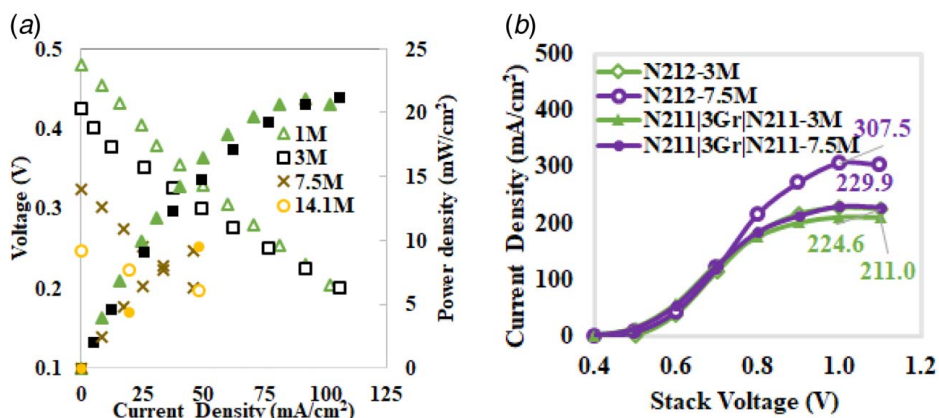 (a)
0.5
0.4
0.3
0.2
0.1
Voltage (V)
25
20
15
10
5
0
Power density (mW/cm²)
1M
3M
7.5M
14.1M
0
25
50
75
100
125
Current Density (mA/cm²)
(b)
500
400
300
200
100
0
Current Density (mA/cm²)
N212-3M
N212-7.5M
N211|3Gr|N211-3M
N211|3Gr|N211-7.5M
307.5
229.9
224.6
211.0
0.4
0.6
0.8
1.0
1.2
Stack Voltage (V)